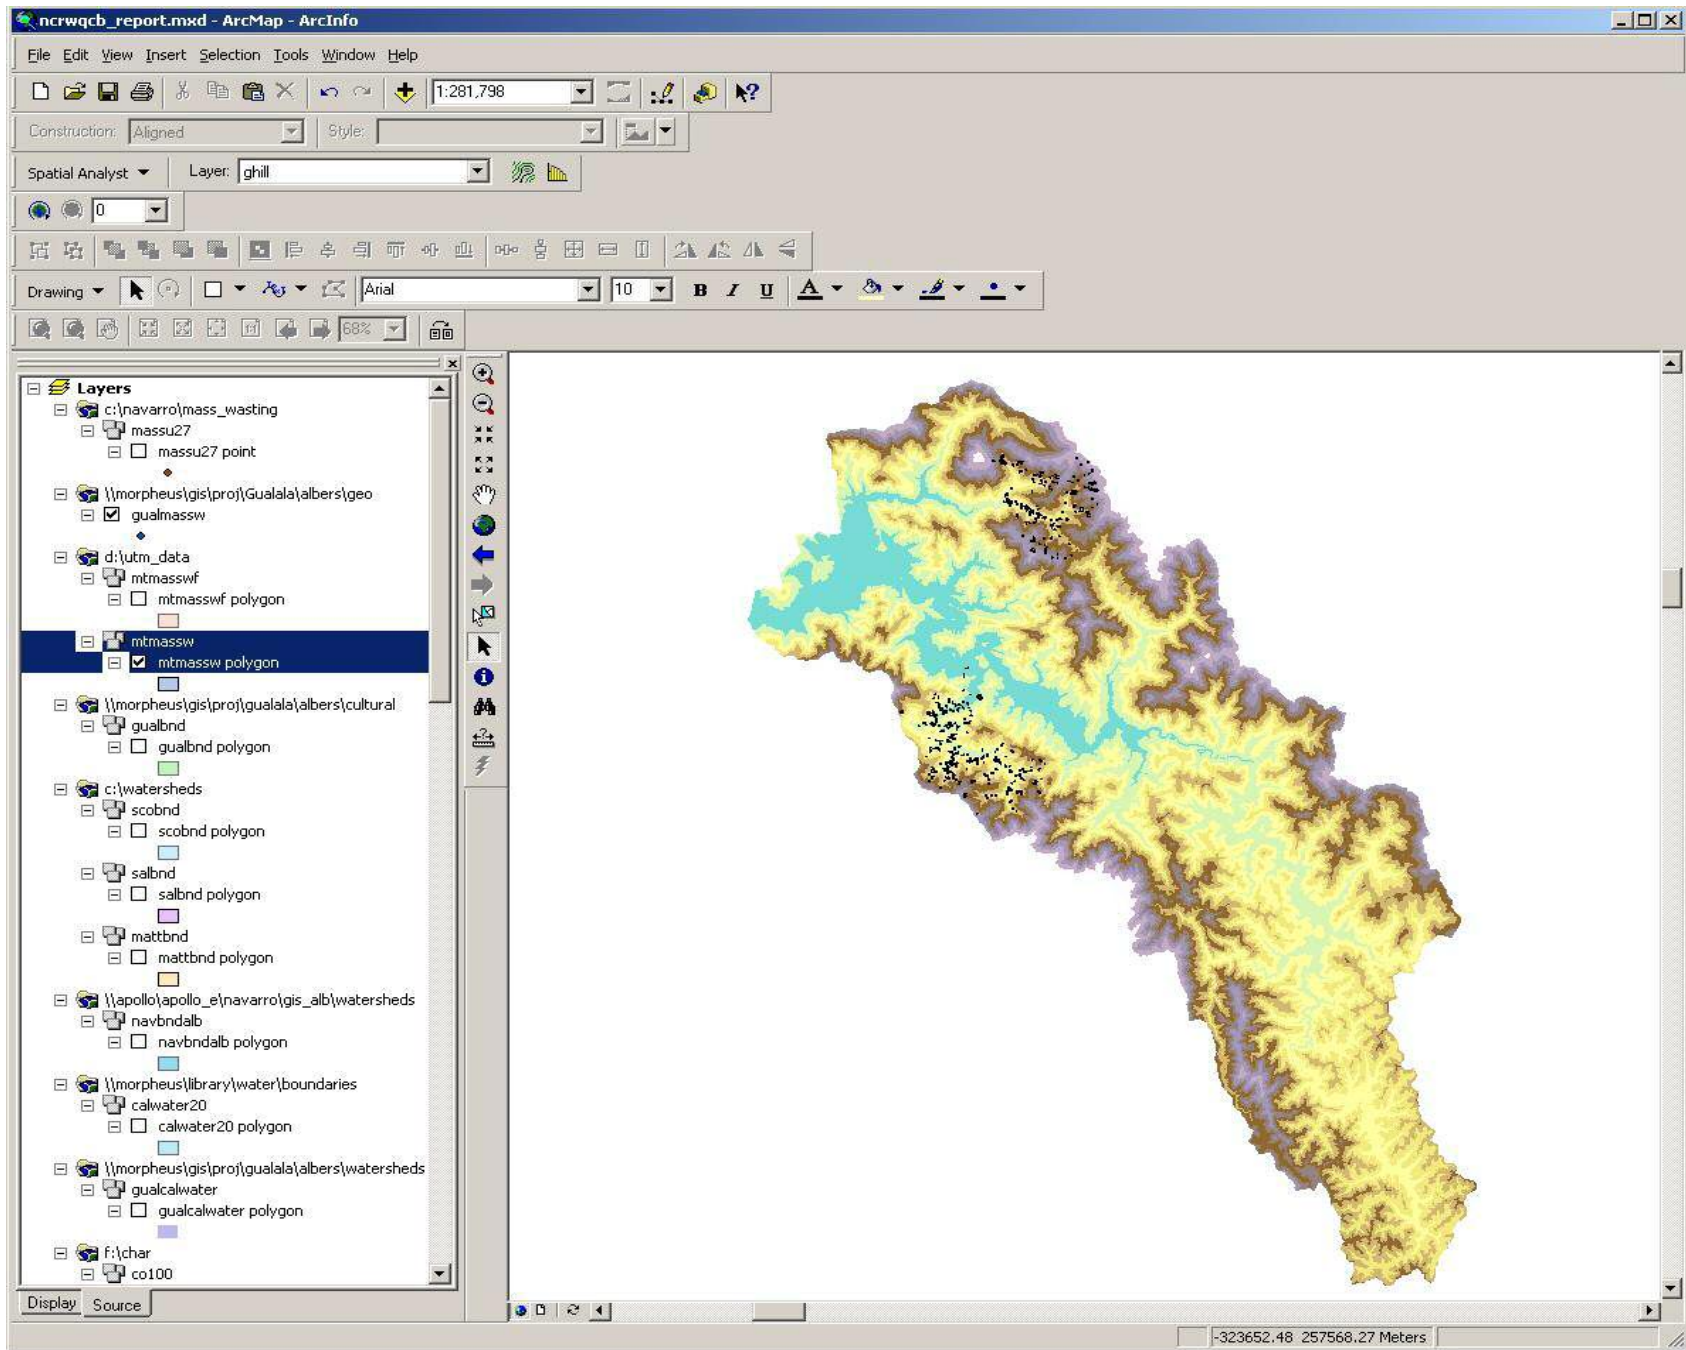 ncrwqcb_report.mxd - ArcMap - ArcInfo
File Edit View Insert Selection Tools Window Help
1:281,798
Construction: Aligned Style:
Spatial Analyst Layer: ghill
0
Drawing Arial 10 B I U A
68%
Layers
c:\navarro\mass_wasting
massu27
massu27 point
\\morpheus\gis\proj\Gualala\albers\geo
gualmassw
d:\utm_data
mtmasswf
mtmasswf polygon
mtmassw
mtmassw polygon
\\morpheus\gis\proj\gualala\albers\cultural
gualbnd
gualbnd polygon
c:\watersheds
scobnd
scobnd polygon
salbnd
salbnd polygon
mattbnd
mattbnd polygon
\\apollo\apollo_e\navarro\gis_alb\watersheds
navbndalb
navbndalb polygon
\\morpheus\library\water\boundaries
calwater20
calwater20 polygon
\\morpheus\gis\proj\gualala\albers\watersheds
gualcalwater
gualcalwater polygon
f:\char
co100
Display Source
-323652.48 257568.27 Meters